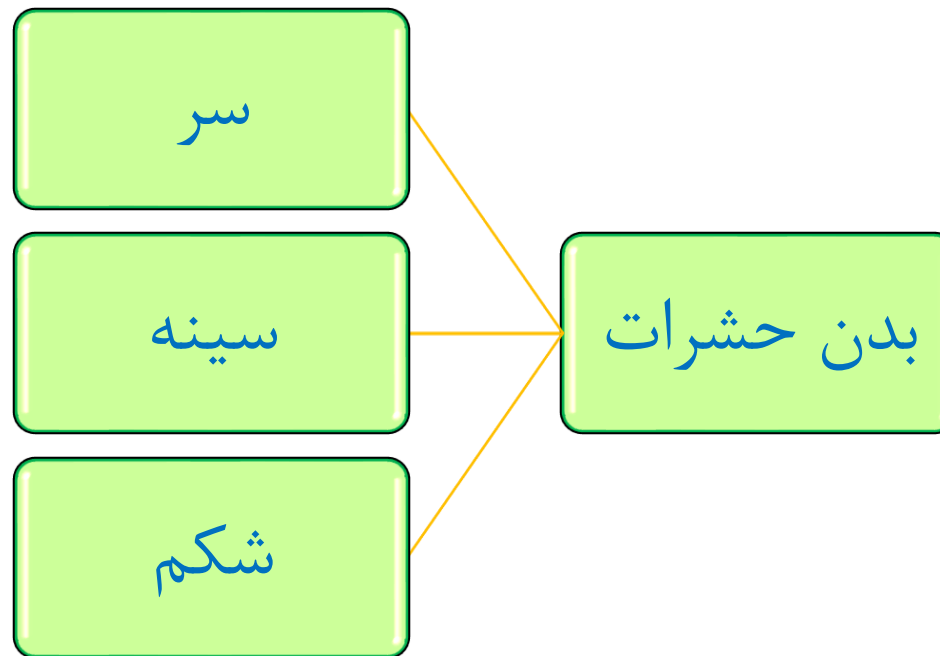 بدن حشرات
سر
سینه
شکم